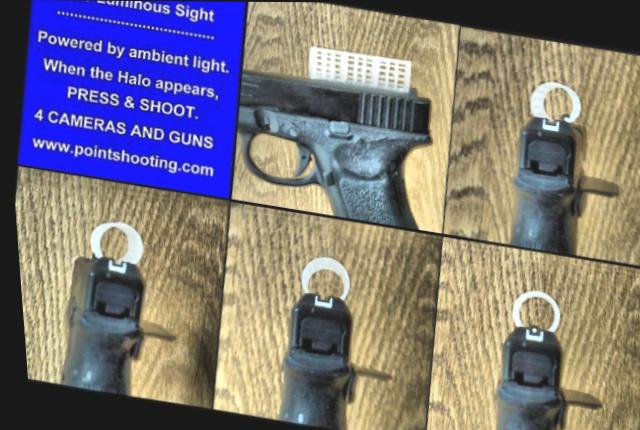 Luminous Sight
Powered by ambient light.
When the Halo appears,
PRESS & SHOOT.
4 CAMERAS AND GUNS
www.pointshooting.com